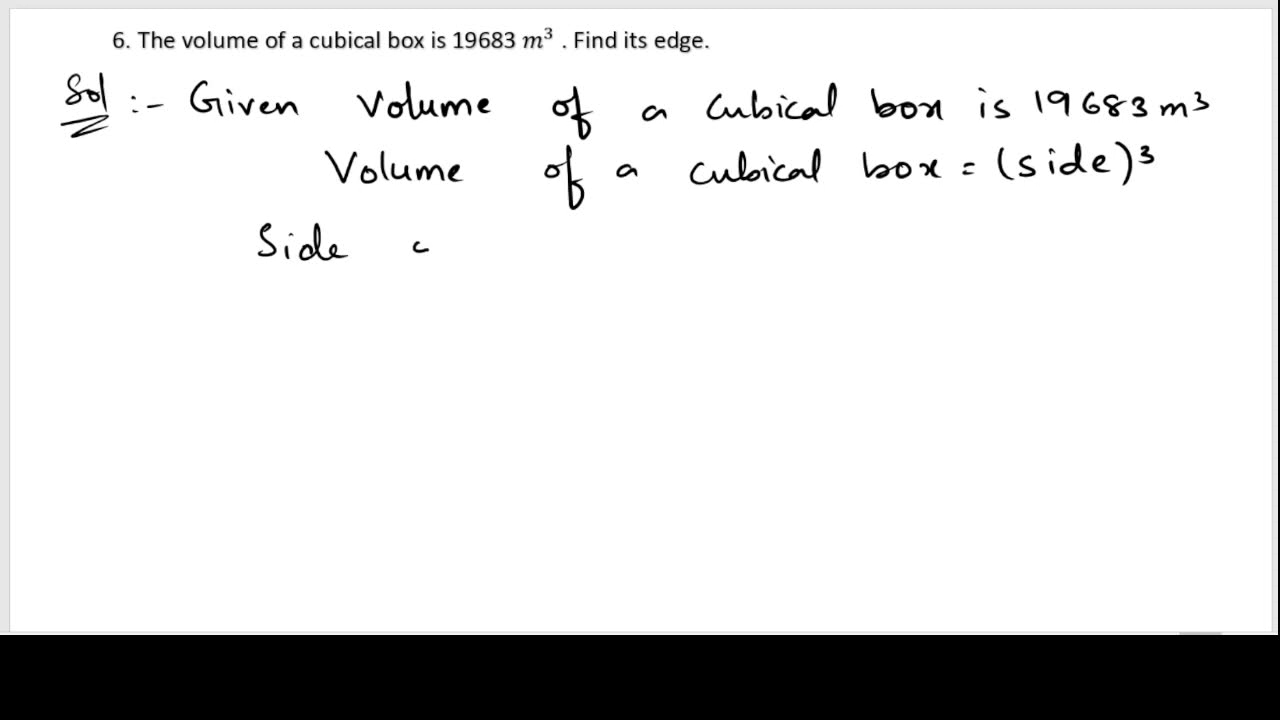 6. The volume of a cubical box is 19683 m³ . Find its edge.
Sol :- Given Volume of a cubical box is 19683 m³
Volume of a cubical box = (side)³
Side